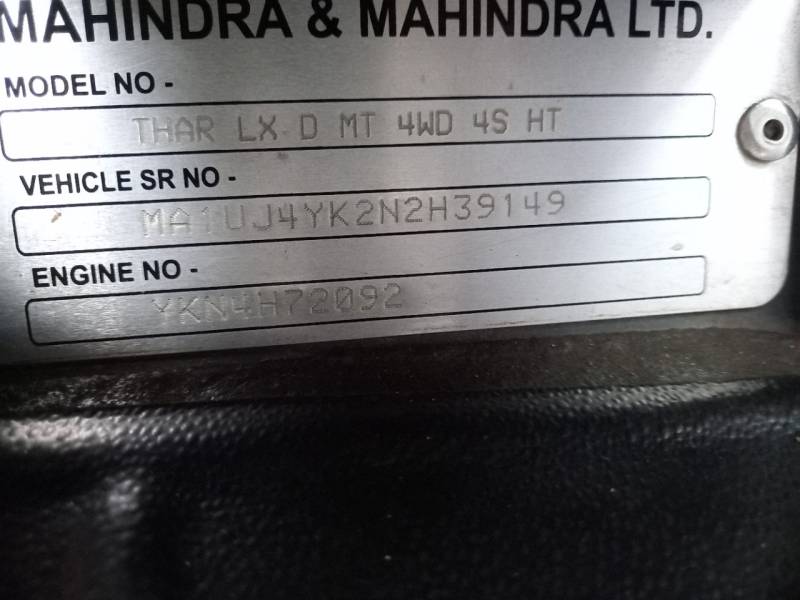 MAHINDRA & MAHINDRA LTD.
MODEL NO -
THAR LX D MT 4WD 4S HT
VEHICLE SR NO -
MA1UJ4YK2N2H39149
ENGINE NO -
YKN4H72092